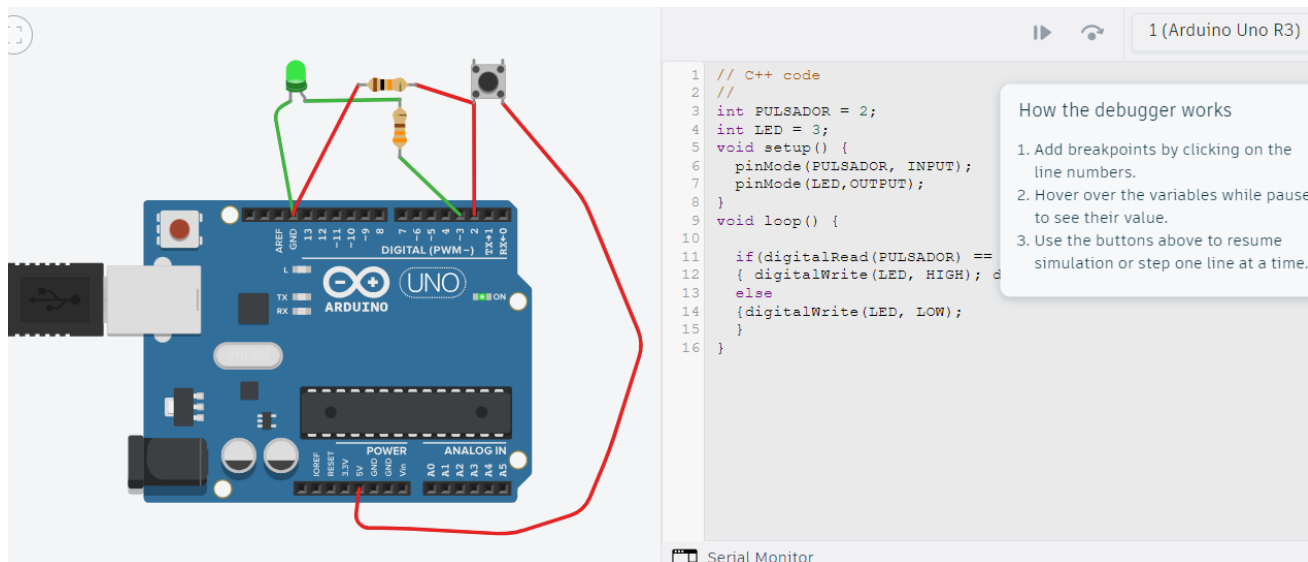 1 (Arduino Uno R3)
1 // C++ code
2 //
3 int PULSADOR = 2;
4 int LED = 3;
5 void setup() {
6 pinMode(PULSADOR, INPUT);
7 pinMode(LED,OUTPUT);
8 }
9 void loop() {
10
11 if(digitalRead(PULSADOR) ==
12 { digitalWrite(LED, HIGH); d
13 else
14 {digitalWrite(LED, LOW);
15 }
16 }
How the debugger works
1. Add breakpoints by clicking on the
line numbers.
2. Hover over the variables while pause
to see their value.
3. Use the buttons above to resume
simulation or step one line at a time.
Serial Monitor
AREF
GND
13
12
~11
~10
~9
8
7
~6
~5
4
~3
2
TX→1
RX←0
DIGITAL (PWM~)
L
TX
RX
UNO
ARDUINO
ON
POWER
ANALOG IN
IOREF
RESET
3.3V
5V
GND
GND
Vin
A0
A1
A2
A3
A4
A5